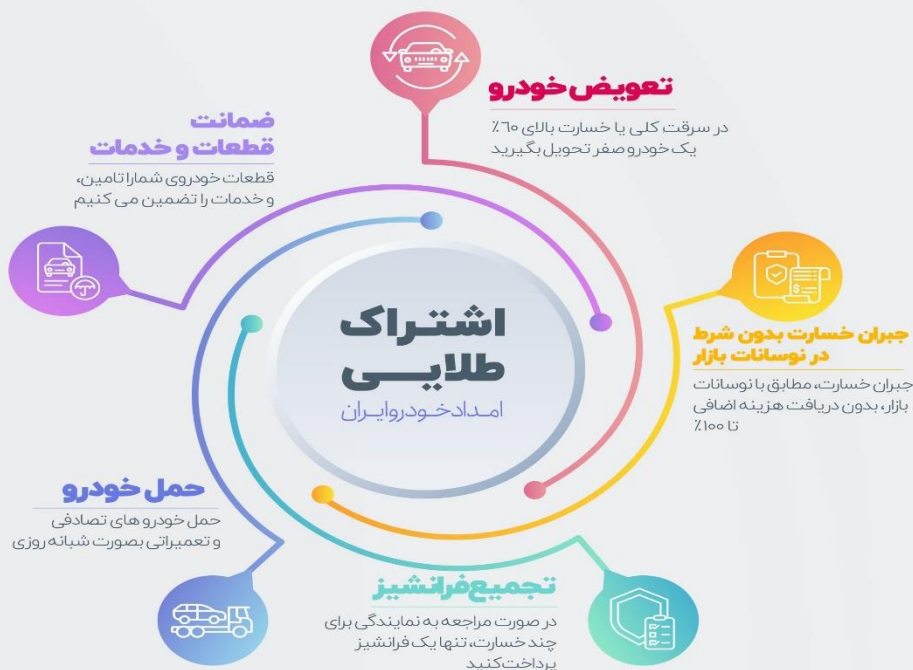 تعویض خودرو
در سرقت کلی یا خسارت بالای ۶۰٪
یک خودرو صفر تحویل بگیرید
ضمانت
قطعات و خدمات
قطعات خودروی شمارا تامین،
و خدمات را تضمین می کنیم
جبران خسارت بدون شرط
در نوسانات بازار
جبران خسارت، مطابق با نوسانات
بازار، بدون دریافت هزینه اضافی
تا ۱۰۰٪
اشتراک
طلایی
امداد خودرو ایران
حمل خودرو
حمل خودرو های تصادفی
و تعمیراتی بصورت شبانه روزی
تجمیع فرانشیز
در صورت مراجعه به نمایندگی برای
چند خسارت، تنها یک فرانشیز
پرداخت کنید